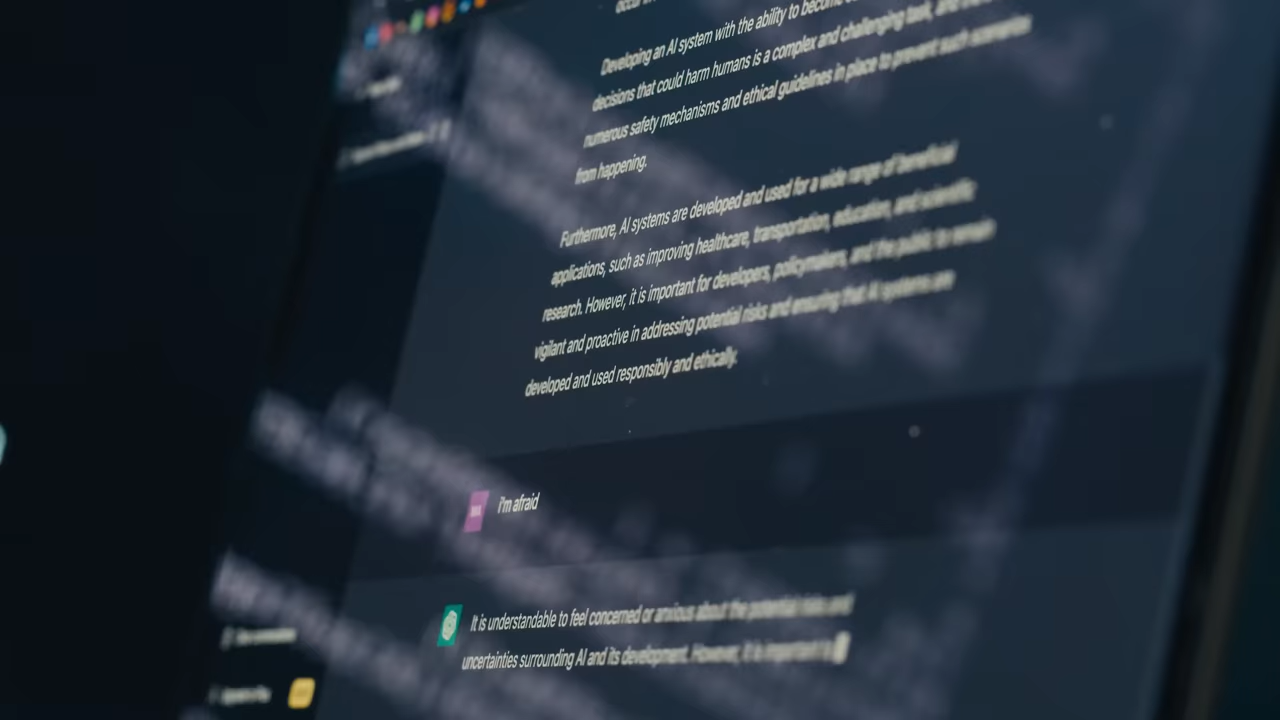 occur in
Developing an AI system with the ability to become
decisions that could harm humans is a complex and challenging task, and
numerous safety mechanisms and ethical guidelines in place to prevent such scenarios
from happening.
Furthermore, AI systems are developed and used for a wide range of beneficial
applications, such as improving healthcare, transportation, education, and scientific
research. However, it is important for developers, policymakers, and the public to remain
vigilant and proactive in addressing potential risks and ensuring that AI systems are
developed and used responsibly and ethically.
i'm afraid
It is understandable to feel concerned or anxious about the potential risks and
uncertainties surrounding AI and its development. However, it is important to